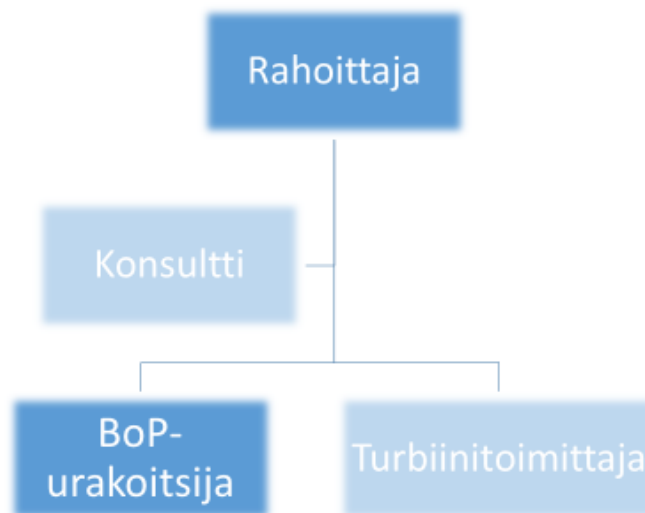 Rahoittaja
Konsultti
BoP-
urakoitsija
Turbiinitoimittaja